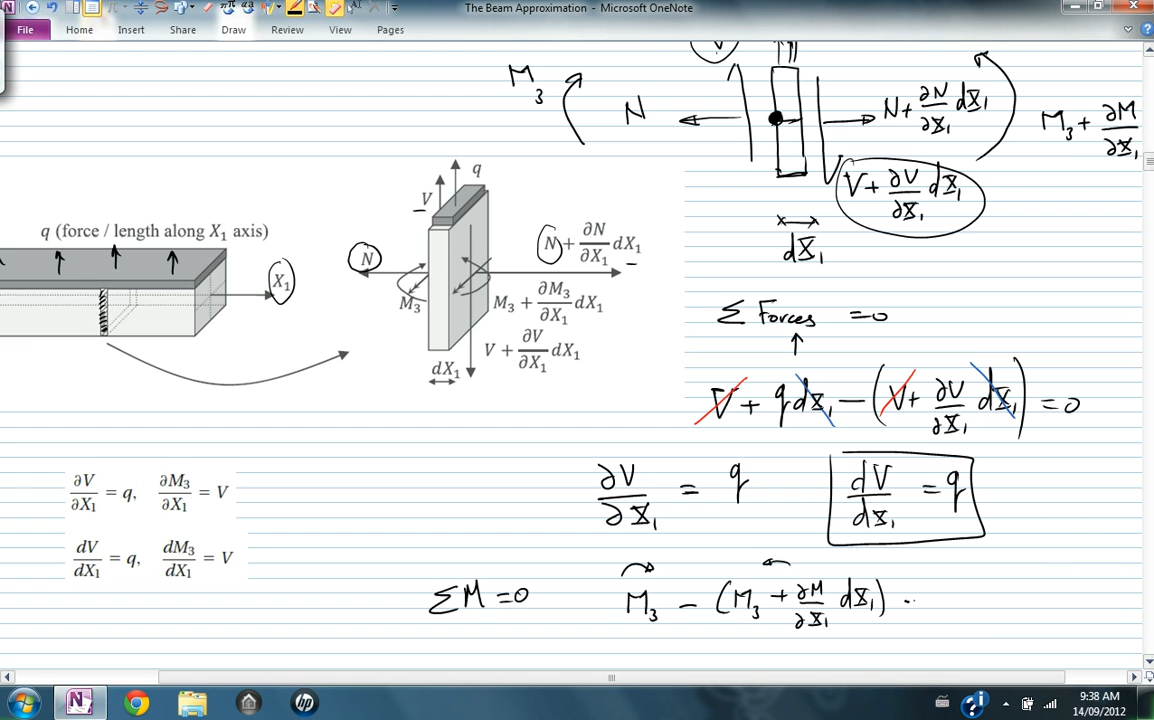 The Beam Approximation - Microsoft OneNote
File Home Insert Share Draw Review View Pages
M₃
N
N + ∂N/∂X₁ dX₁
M₃ + ∂M/∂X₁
V + ∂V/∂X₁ dX₁
dX₁
q
V
q (force / length along X₁ axis)
N
N + ∂N/∂X₁ dX₁
X₁
M₃
M₃ + ∂M₃/∂X₁ dX₁
V + ∂V/∂X₁ dX₁
dX₁
Σ Forces = 0
V + q dX₁ − (V + ∂V/∂X₁ dX₁) = 0
∂V/∂X₁ = q
dV/dX₁ = q
∂V/∂X₁ = q, ∂M₃/∂X₁ = V
dV/dX₁ = q, dM₃/dX₁ = V
ΣM = 0
M₃ − (M₃ + ∂M/∂X₁ dX₁)
9:38 AM
14/09/2012